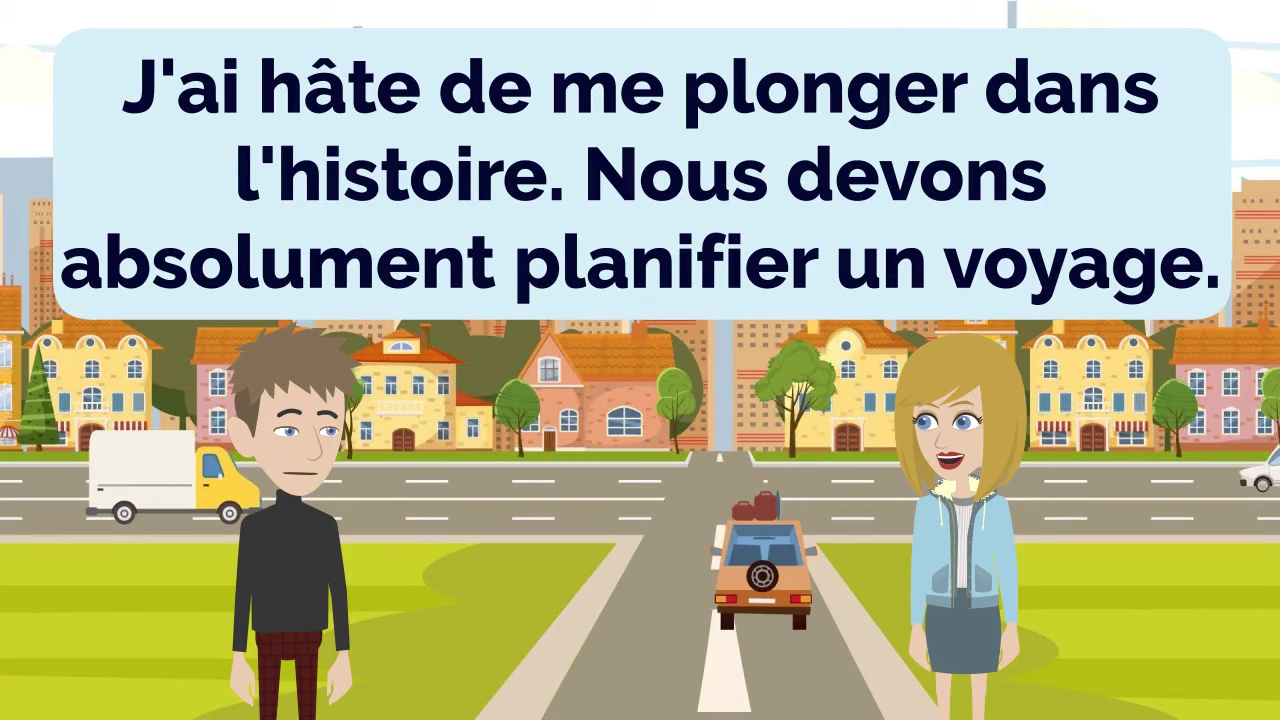 J'ai hâte de me plonger dans
l'histoire. Nous devons
absolument planifier un voyage.